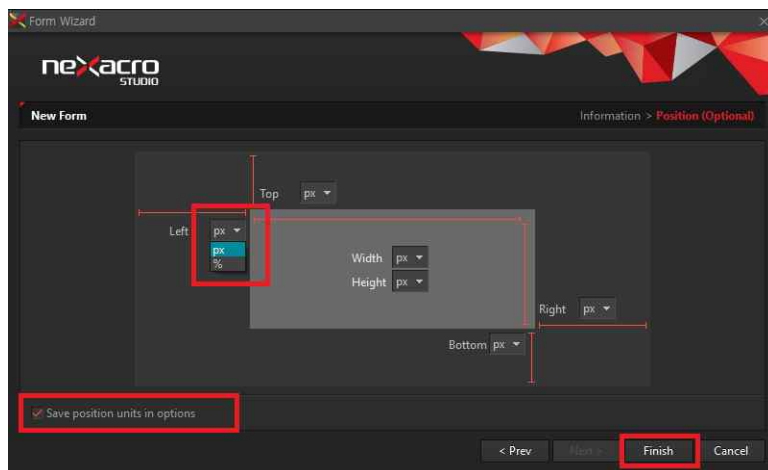 Form Wizard
nexacro
STUDIO
New Form
Information > Position (Optional)
Top px
Left px
px
%
Width px
Height px
Right px
Bottom px
Save position units in options
< Prev Next > Finish Cancel